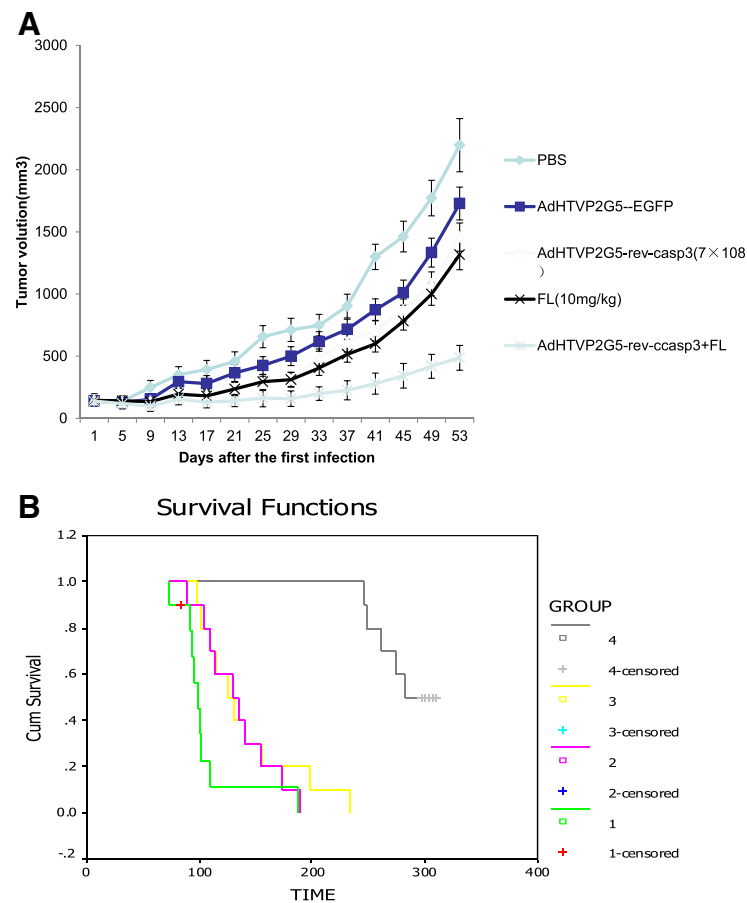 A
Tumor volution(mm3)
3000
2500
2000
1500
1000
500
0
1 5 9 13 17 21 25 29 33 37 41 45 49 53
Days after the first infection
PBS
AdHTVP2G5--EGFP
AdHTVP2G5-rev-casp3(7×108
)
FL(10mg/kg)
AdHTVP2G5-rev-ccasp3+FL
B
Survival Functions
Cum Survival
1.2
1.0
.8
.6
.4
.2
0.0
-.2
0 100 200 300 400
TIME
GROUP
4
4-censored
3
3-censored
2
2-censored
1
1-censored